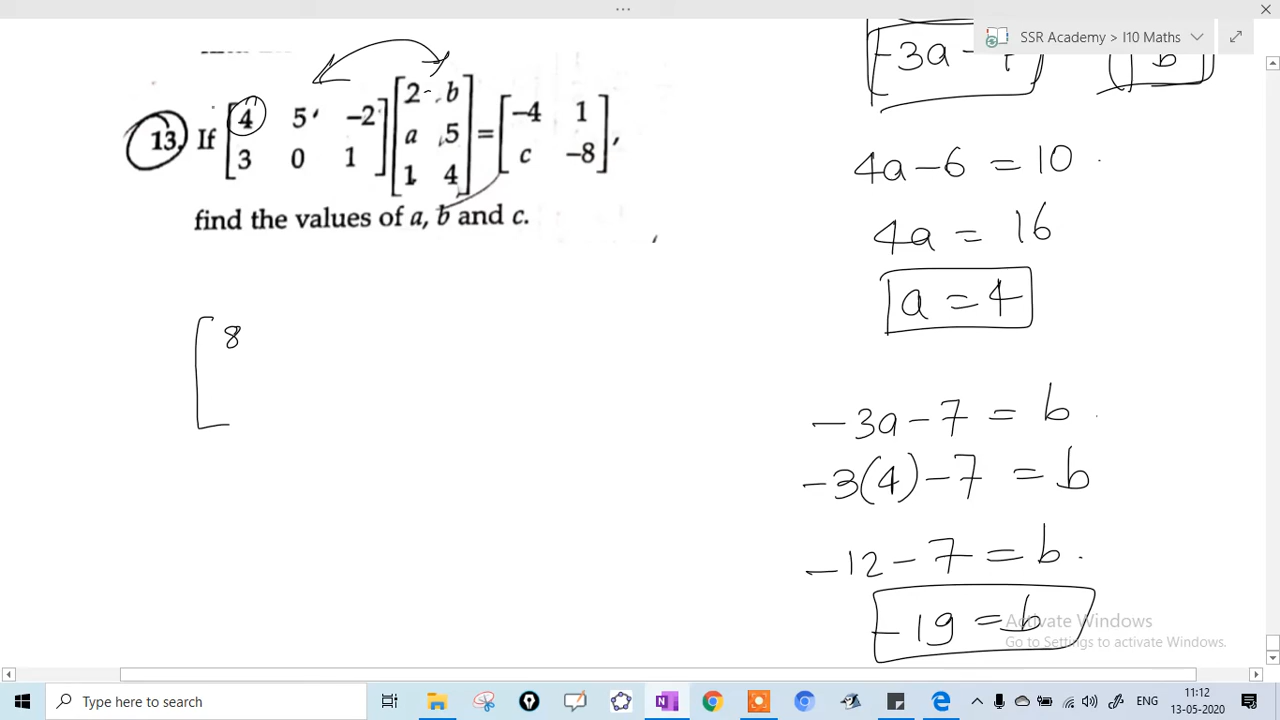 SSR Academy > I10 Maths
-3a -
b
13. If [4 5 -2 [2 b = [-4 1
3 0 1] a 5 c -8],
1 4]
find the values of a, b and c.
4a - 6 = 10
4a = 16
a = 4
[8
-3a - 7 = b
-3(4) - 7 = b
-12 - 7 = b
-19 = b
Activate Windows
Go to Settings to activate Windows.
Type here to search
ENG
11:12
13-05-2020